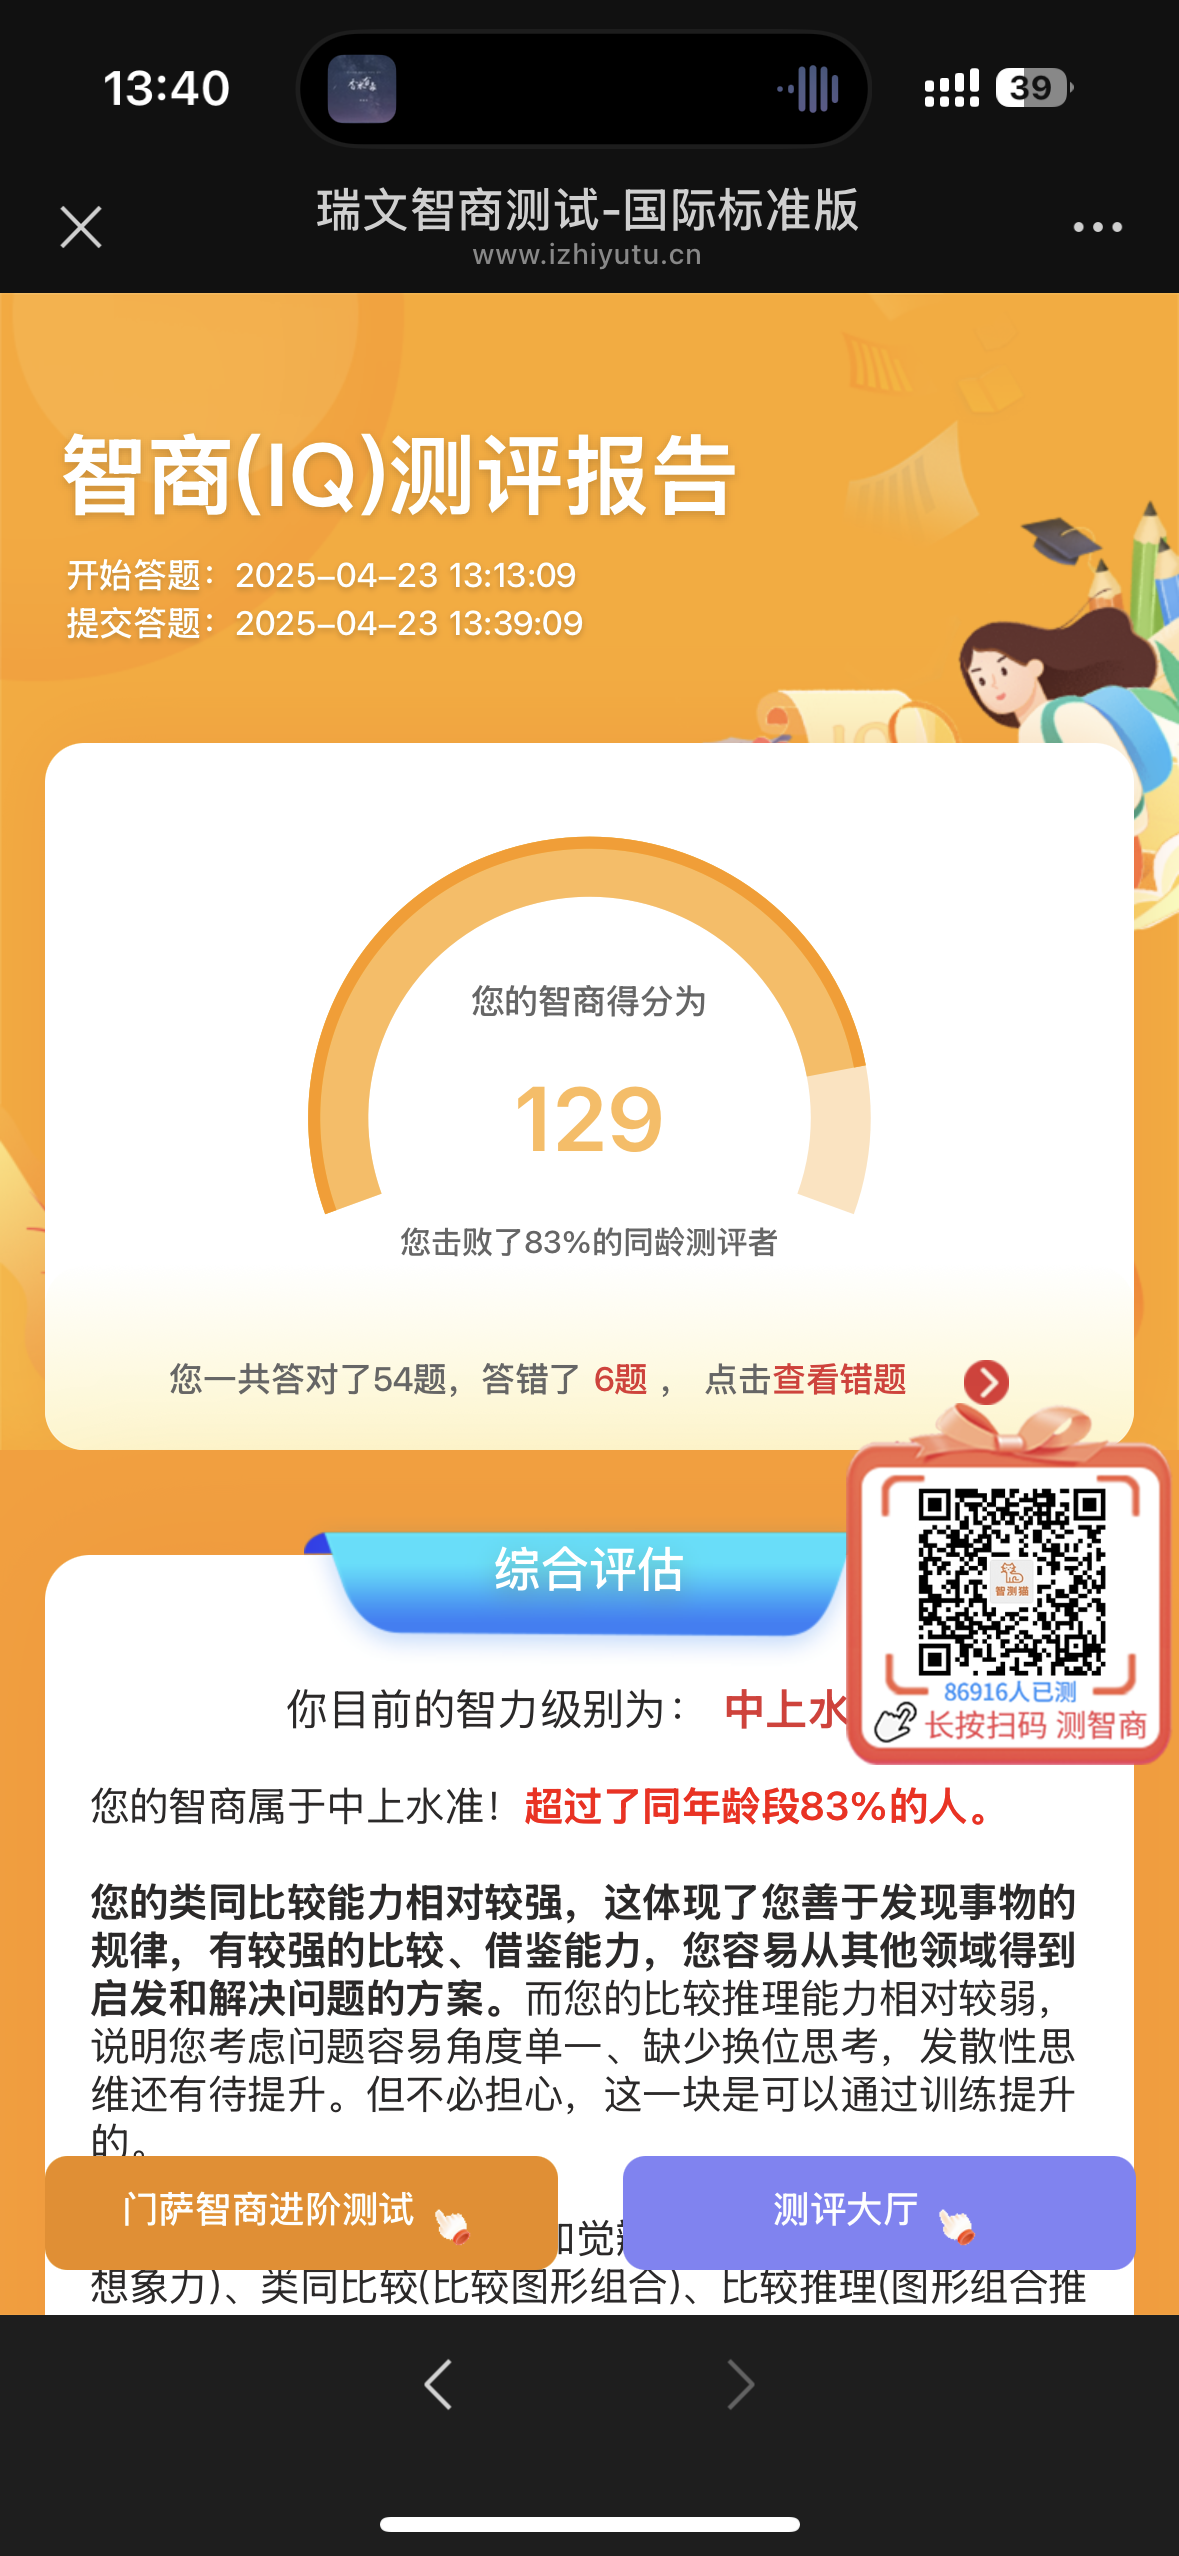 13:40
39
瑞文智商测试-国际标准版
www.izhiyutu.cn
智商(IQ)测评报告
开始答题：2025-04-23 13:13:09
提交答题：2025-04-23 13:39:09
IQ
您的智商得分为
129
您击败了83%的同龄测评者
您一共答对了54题，答错了 6题 ， 点击查看错题
综合评估
智测猫
86916人已测
长按扫码 测智商
你目前的智力级别为： 中上水
您的智商属于中上水准！超过了同年龄段83%的人。
您的类同比较能力相对较强，这体现了您善于发现事物的
规律，有较强的比较、借鉴能力，您容易从其他领域得到
启发和解决问题的方案。而您的比较推理能力相对较弱，
说明您考虑问题容易角度单一、缺少换位思考，发散性思
维还有待提升。但不必担心，这一块是可以通过训练提升
的。
门萨智商进阶测试
测评大厅
想象力)、类同比较(比较图形组合)、比较推理(图形组合推